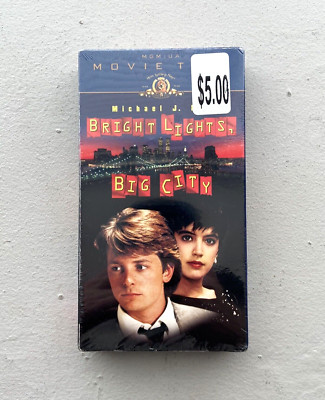 MGM/UA
MOVIE T
$5.00
Michael J.
BRIGHT LIGHTS,
BIG CITY